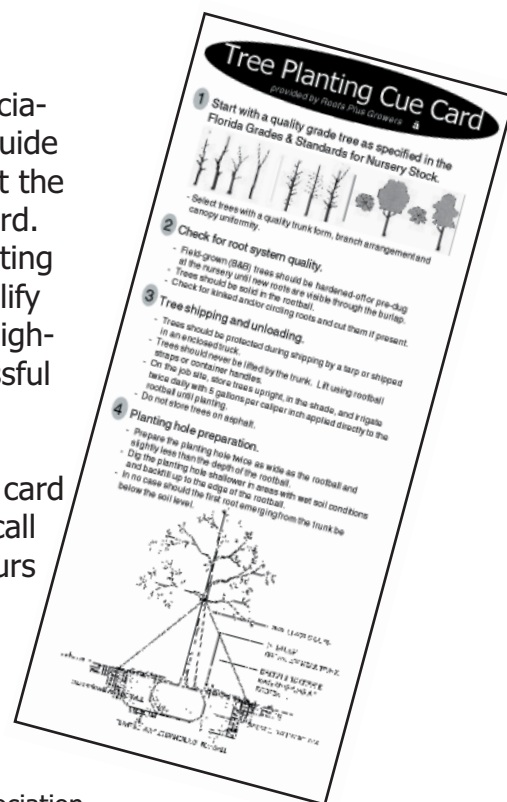 cia-
uide
t the
rd.
ting
lify
igh-
ssful
card
call
urs
ociation
Tree Planting Cue Card
provided by Roots Plus Growers
1 Start with a quality grade tree as specified in the
Florida Grades & Standards for Nursery Stock.
- Select trees with a quality trunk form, branch arrangement and
canopy uniformity.
2 Check for root system quality.
- Field-grown (B&B) trees should be hardened-off or pre-dug
at the nursery until new roots are visible through the burlap.
- Trees should be solid in the rootball.
- Check for kinked and/or circling roots and cut them if present.
3 Tree shipping and unloading.
- Trees should be protected during shipping by a tarp or shipped
in an enclosed truck.
- Trees should never be lifted by the trunk. Lift using rootball
straps or container handles.
- On the job site, store trees upright, in the shade, and irrigate
twice daily with 5 gallons per caliper inch applied directly to the
rootball until planting.
- Do not store trees on asphalt.
4 Planting hole preparation.
- Prepare the planting hole twice as wide as the rootball and
slightly less than the depth of the rootball.
- Dig the planting hole shallower in areas with wet soil conditions
and backfill up to the edge of the rootball.
- In no case should the first root emerging from the trunk be
below the soil level.